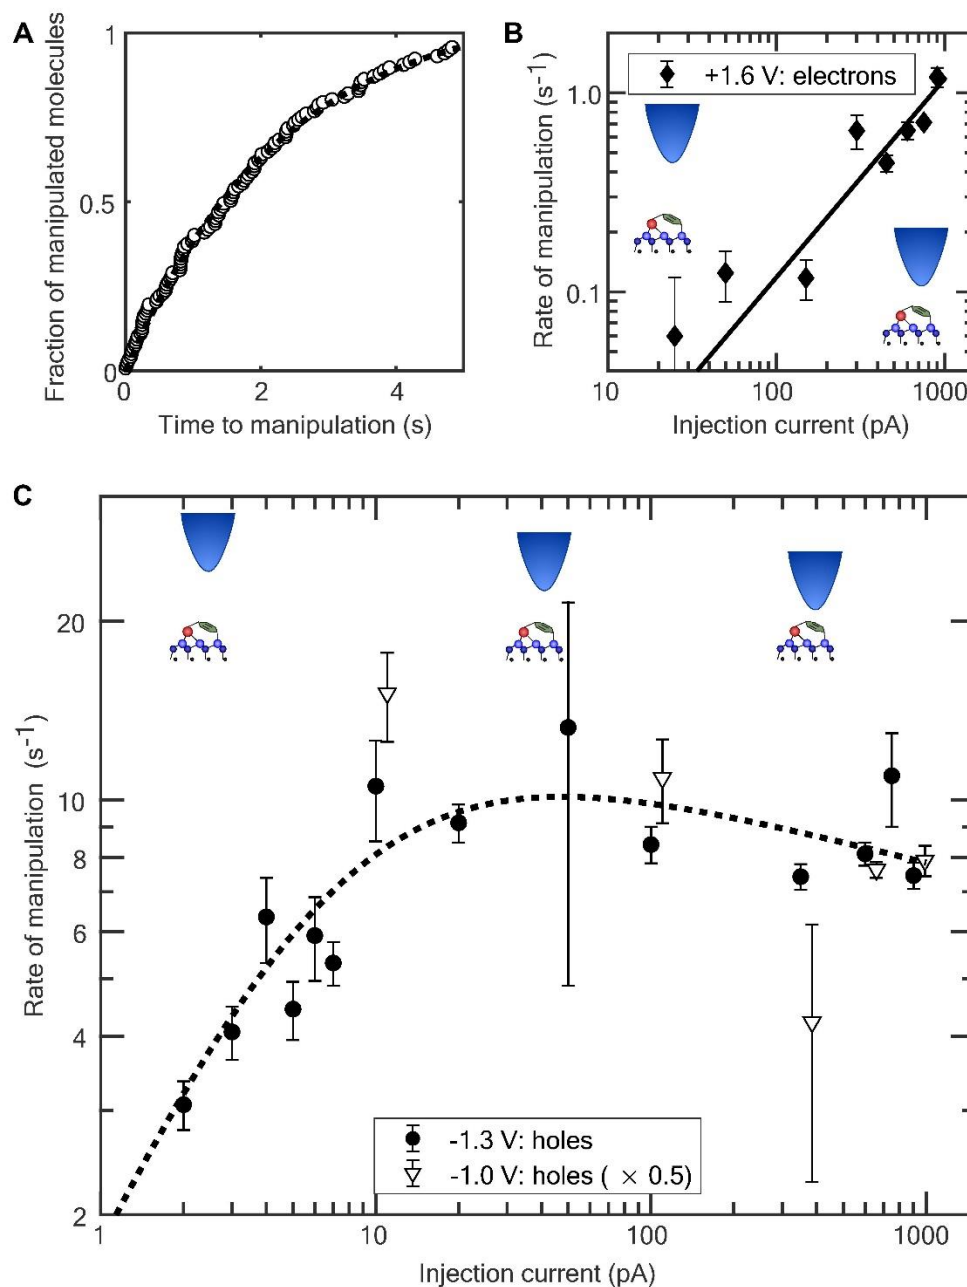 A
Fraction of manipulated molecules
1
0.5
0
0
2
4
Time to manipulation (s)
B
Rate of manipulation (s⁻¹)
+1.6 V: electrons
1.0
0.1
10
100
1000
Injection current (pA)
C
Rate of manipulation (s⁻¹)
20
10
8
6
4
2
-1.3 V: holes
-1.0 V: holes ( × 0.5)
1
10
100
1000
Injection current (pA)